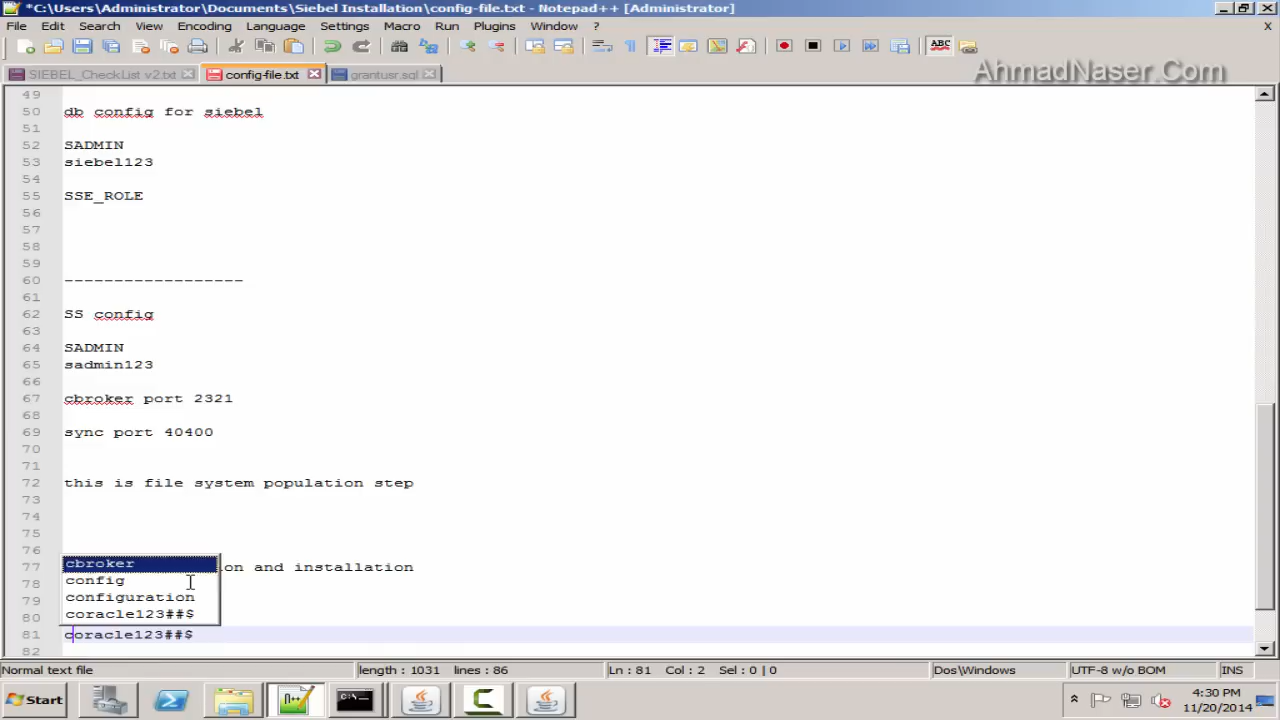 *C:\Users\Administrator\Documents\Siebel Installation\config-file.txt - Notepad++ [Administrator]
File Edit Search View Encoding Language Settings Macro Run Plugins Window ? X
SIEBEL_CheckList v2.txt config-file.txt grantusr.sql
AhmadNaser.Com
49
50 db config for siebel
51
52 SADMIN
53 siebel123
54
55 SSE_ROLE
56
57
58
59
60 ------------------
61
62 SS config
63
64 SADMIN
65 sadmin123
66
67 cbroker port 2321
68
69 sync port 40400
70
71
72 this is file system population step
73
74
75
76
cbroker
77 on and installation
config
78
configuration
79
coracle123##$
80
81 coracle123##$
82
Normal text file length : 1031 lines : 86 Ln : 81 Col : 2 Sel : 0 | 0 Dos\Windows UTF-8 w/o BOM INS
Start 4:30 PM
11/20/2014